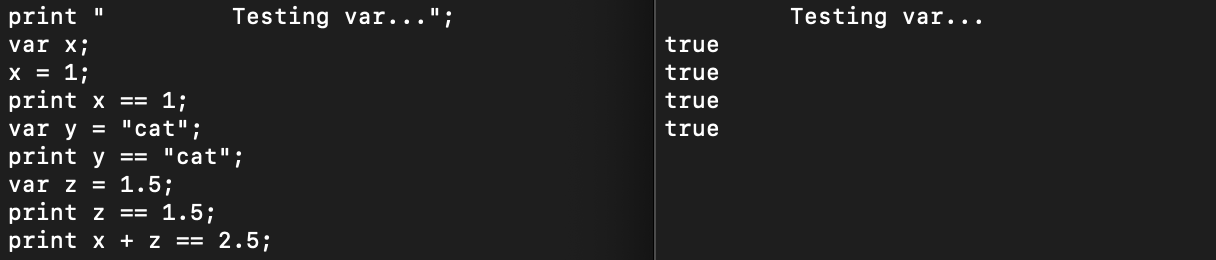 print "         Testing var...";
var x;
x = 1;
print x == 1;
var y = "cat";
print y == "cat";
var z = 1.5;
print z == 1.5;
print x + z == 2.5;
         Testing var...
true
true
true
true